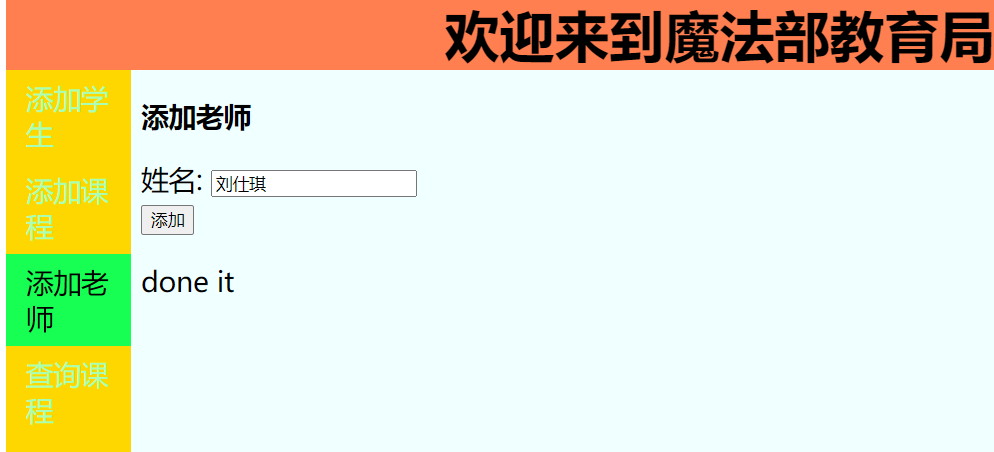 欢迎来到魔法部教育局
添加学
生
添加课
程
添加老
师
查询课
程
添加老师
姓名: 刘仕琪
添加
done it